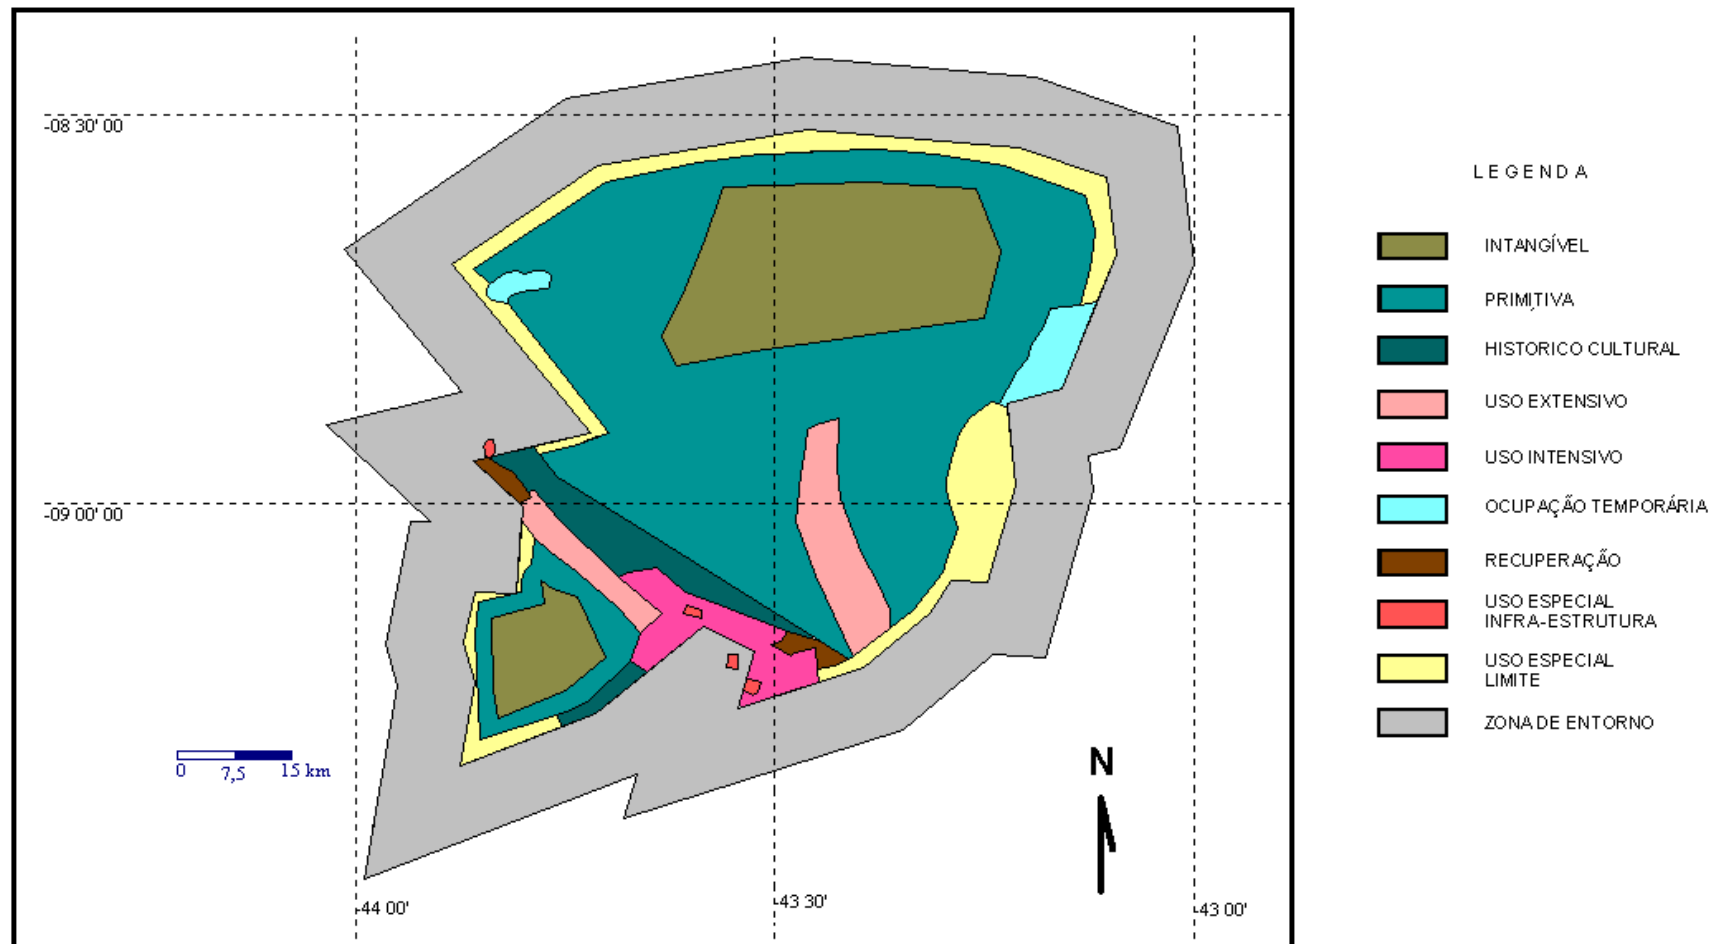 -08 30' 00
-09 00' 00
-44 00'
-43 30'
-43 00'
0 7,5 15 km
N
LEGENDA
INTANGÍVEL
PRIMITIVA
HISTORICO CULTURAL
USO EXTENSIVO
USO INTENSIVO
OCUPAÇÃO TEMPORÁRIA
RECUPERAÇÃO
USO ESPECIAL
INFRA-ESTRUTURA
USO ESPECIAL
LIMITE
ZONA DE ENTORNO